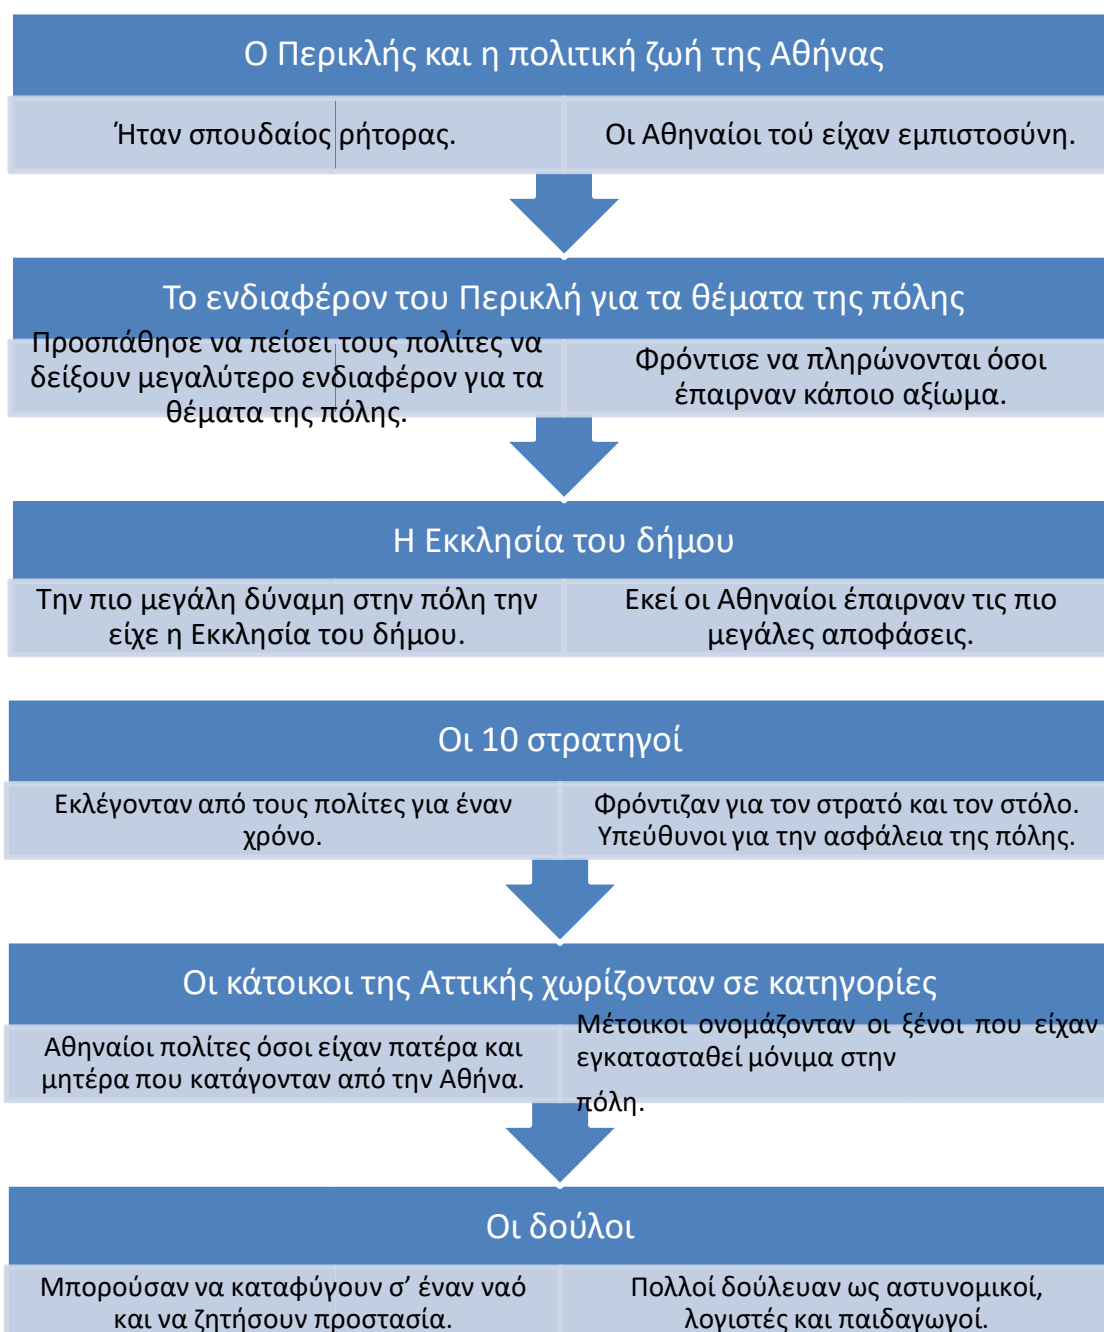 Ο Περικλής και η πολιτική ζωή της Αθήνας
Ήταν σπουδαίος ρήτορας.
Οι Αθηναίοι τού είχαν εμπιστοσύνη.
Το ενδιαφέρον του Περικλή για τα θέματα της πόλης
Προσπάθησε να πείσει τους πολίτες να
δείξουν μεγαλύτερο ενδιαφέρον για τα
θέματα της πόλης.
Φρόντισε να πληρώνονται όσοι
έπαιρναν κάποιο αξίωμα.
Η Εκκλησία του δήμου
Την πιο μεγάλη δύναμη στην πόλη την
είχε η Εκκλησία του δήμου.
Εκεί οι Αθηναίοι έπαιρναν τις πιο
μεγάλες αποφάσεις.
Οι 10 στρατηγοί
Εκλέγονταν από τους πολίτες για έναν
χρόνο.
Φρόντιζαν για τον στρατό και τον στόλο.
Υπεύθυνοι για την ασφάλεια της πόλης.
Οι κάτοικοι της Αττικής χωρίζονταν σε κατηγορίες
Αθηναίοι πολίτες όσοι είχαν πατέρα και
μητέρα που κατάγονταν από την Αθήνα.
Μέτοικοι ονομάζονταν οι ξένοι που είχαν
εγκατασταθεί μόνιμα στην
πόλη.
Οι δούλοι
Μπορούσαν να καταφύγουν σ’ έναν ναό
και να ζητήσουν προστασία.
Πολλοί δούλευαν ως αστυνομικοί,
λογιστές και παιδαγωγοί.